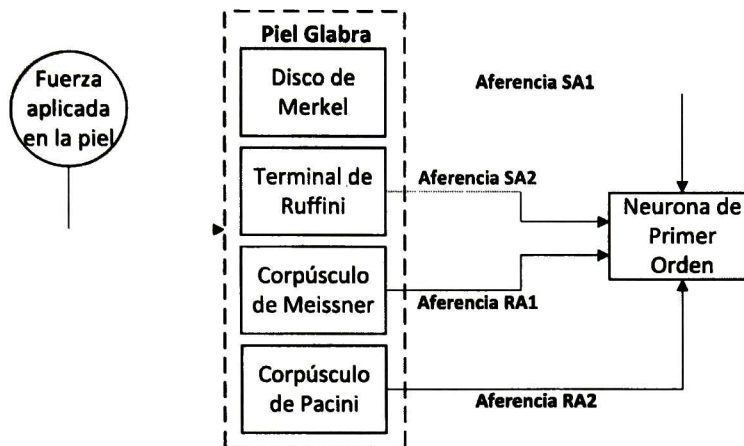 Fuerza
aplicada
en la piel
Piel Glabra
Disco de
Merkel
Terminal de
Ruffini
Corpúsculo
de Meissner
Corpúsculo
de Pacini
Aferencia SA1
Aferencia SA2
Aferencia RA1
Aferencia RA2
Neurona de
Primer
Orden